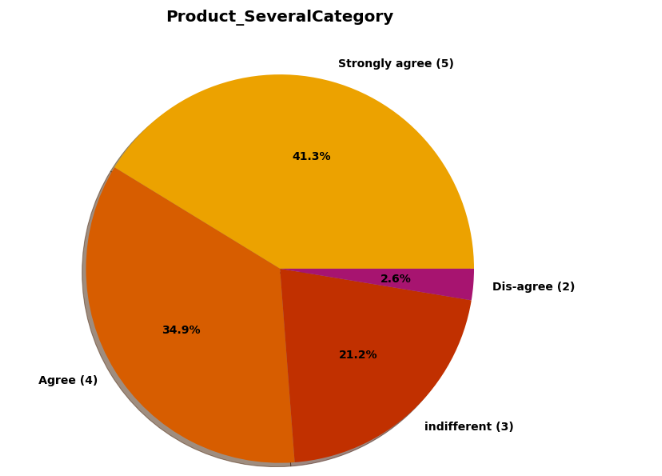 Product_SeveralCategory
Strongly agree (5)
41.3%
2.6%
Dis-agree (2)
34.9%
21.2%
Agree (4)
indifferent (3)